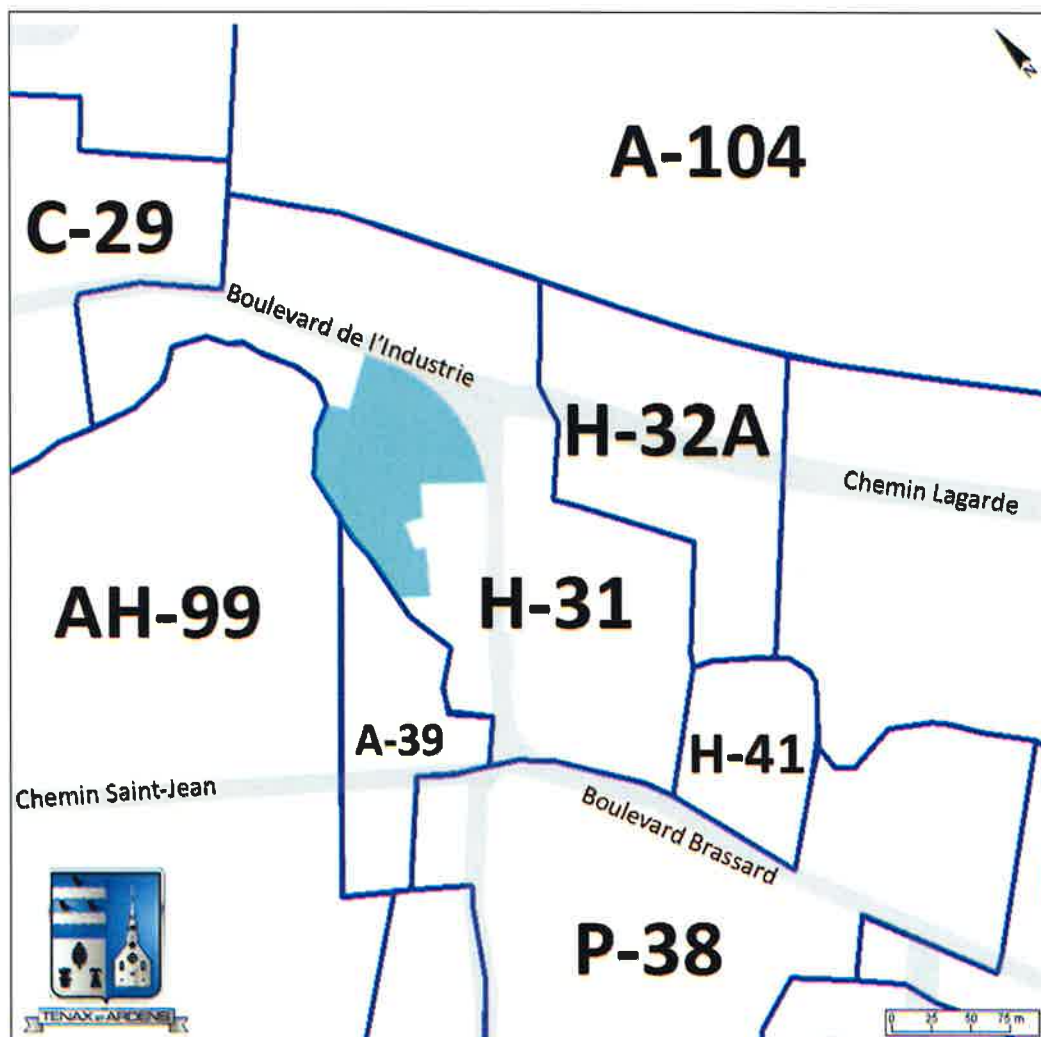 N
A-104
C-29
Boulevard de l'Industrie
H-32A
Chemin Lagarde
AH-99
H-31
A-39
H-41
Chemin Saint-Jean
Boulevard Brassard
P-38
TENAX et ARDENS
0 25 50 75 m